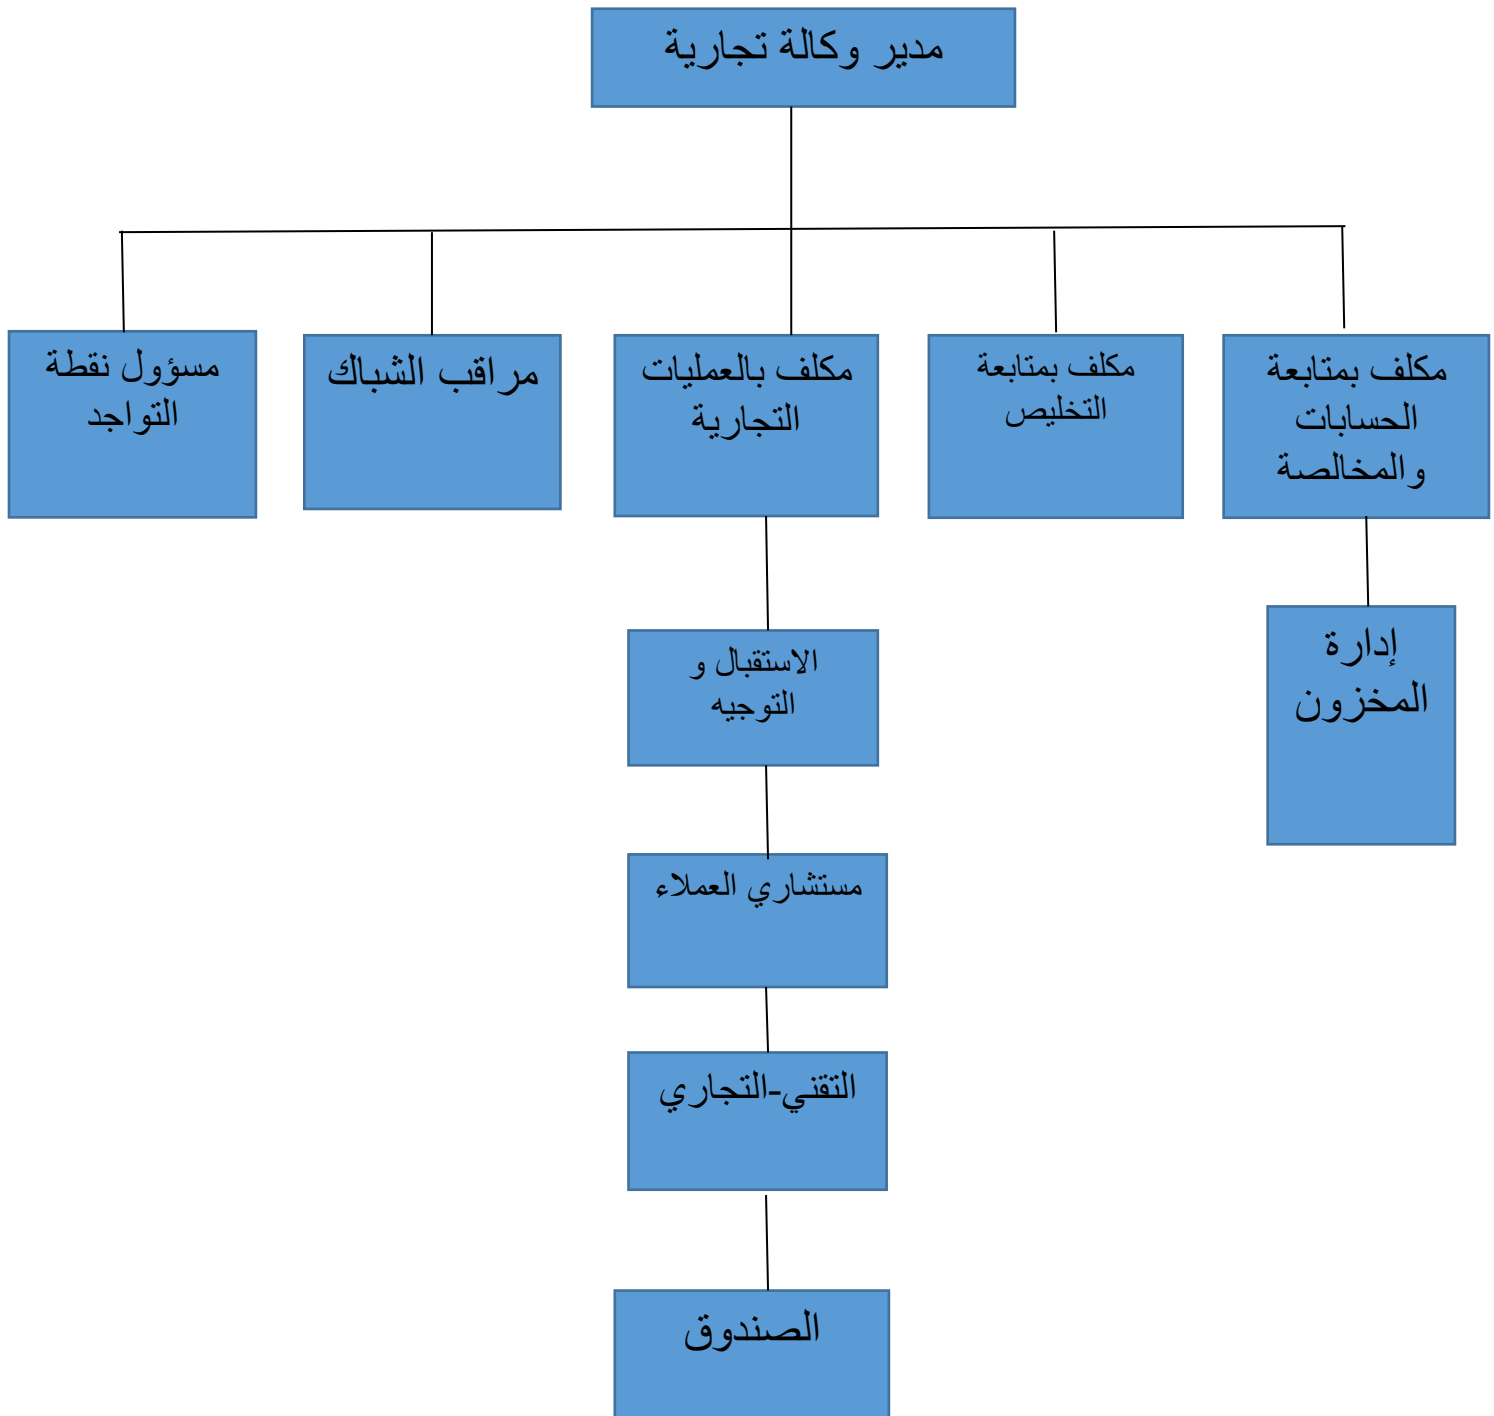 مدير وكالة تجارية
مكلف بمتابعة
الحسابات
والمخالصة
مكلف بمتابعة
التخليص
مكلف بالعمليات
التجارية
مراقب الشباك
مسؤول نقطة
التواجد
الاستقبال و
التوجيه
إدارة
المخزون
مستشاري العملاء
التقني-التجاري
الصندوق